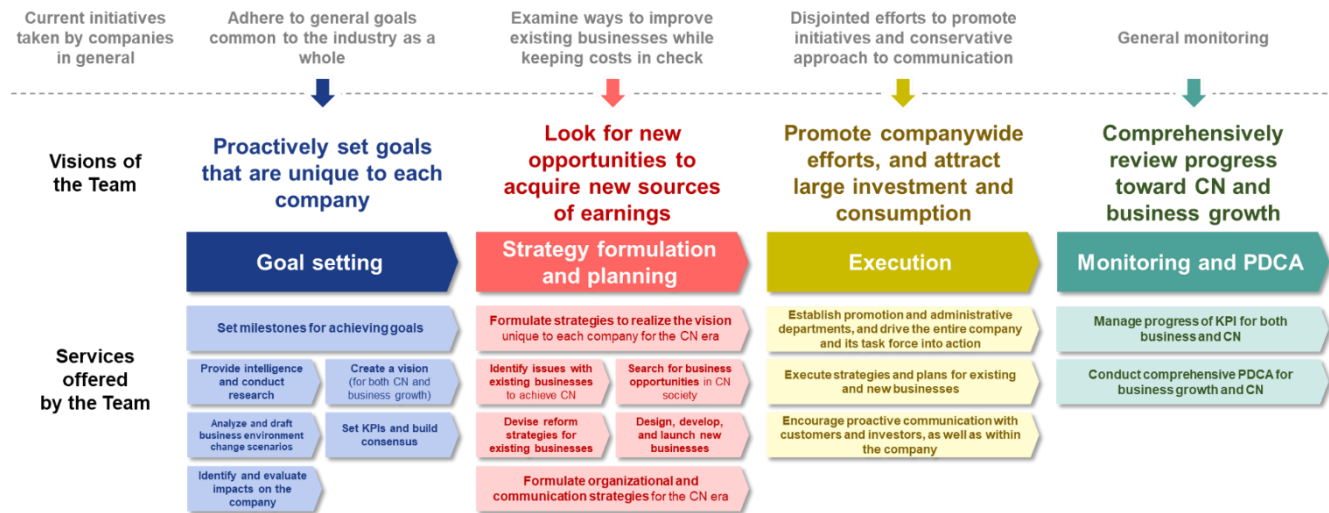 Current initiatives
taken by companies
in general
Adhere to general goals
common to the industry as a
whole
Examine ways to improve
existing businesses while
keeping costs in check
Disjointed efforts to promote
initiatives and conservative
approach to communication
General monitoring
Visions of
the Team
Proactively set goals
that are unique to each
company
Look for new
opportunities to
acquire new sources
of earnings
Promote companywide
efforts, and attract
large investment and
consumption
Comprehensively
review progress
toward CN and
business growth
Goal setting
Strategy formulation
and planning
Execution
Monitoring and PDCA
Services
offered
by the Team
Set milestones for achieving goals
Provide intelligence
and conduct
research
Create a vision
(for both CN and
business growth)
Analyze and draft
business environment
change scenarios
Set KPIs and build
consensus
Identify and evaluate
impacts on the
company
Formulate strategies to realize the vision
unique to each company for the CN era
Identify issues with
existing businesses
to achieve CN
Search for business
opportunities in CN
society
Devise reform
strategies for
existing businesses
Design, develop,
and launch new
businesses
Formulate organizational and
communication strategies for the CN era
Establish promotion and administrative
departments, and drive the entire company
and its task force into action
Execute strategies and plans for existing
and new businesses
Encourage proactive communication with
customers and investors, as well as within
the company
Manage progress of KPI for both
business and CN
Conduct comprehensive PDCA for
business growth and CN